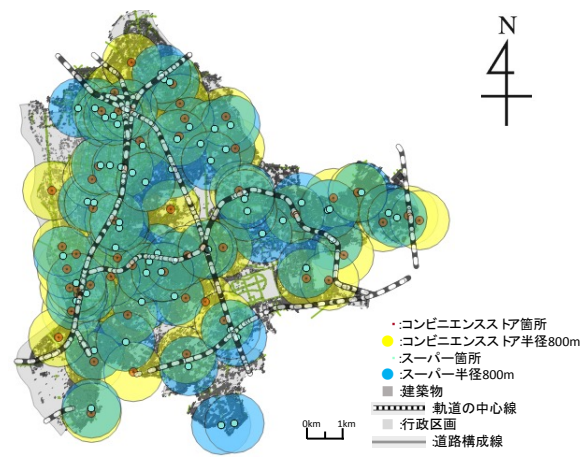 N
:コンビニエンスストア箇所
:コンビニエンスストア半径800m
:スーパー箇所
:スーパー半径800m
:建築物
:軌道の中心線
:行政区画
:道路構成線
0km 1km